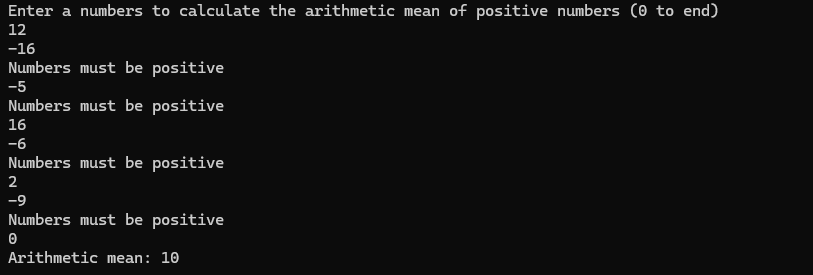 Enter a numbers to calculate the arithmetic mean of positive numbers (0 to end)
12
-16
Numbers must be positive
-5
Numbers must be positive
16
-6
Numbers must be positive
2
-9
Numbers must be positive
0
Arithmetic mean: 10